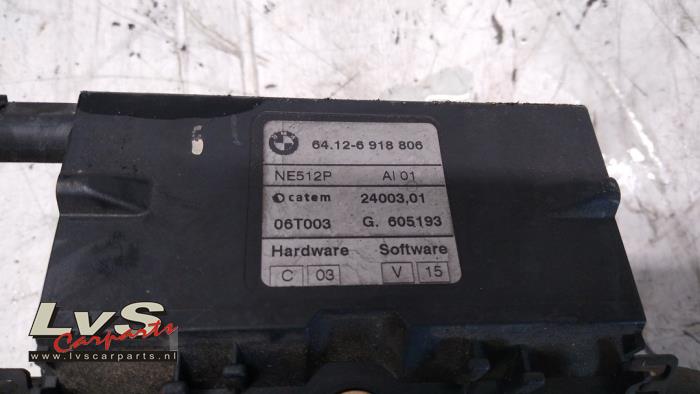 BMW
64.12-6 918 806
NE512P AI 01
catem 24003,01
06T003 G. 605193
Hardware Software
C 03 V 15
LvS
Carparts
www.lvscarparts.nl